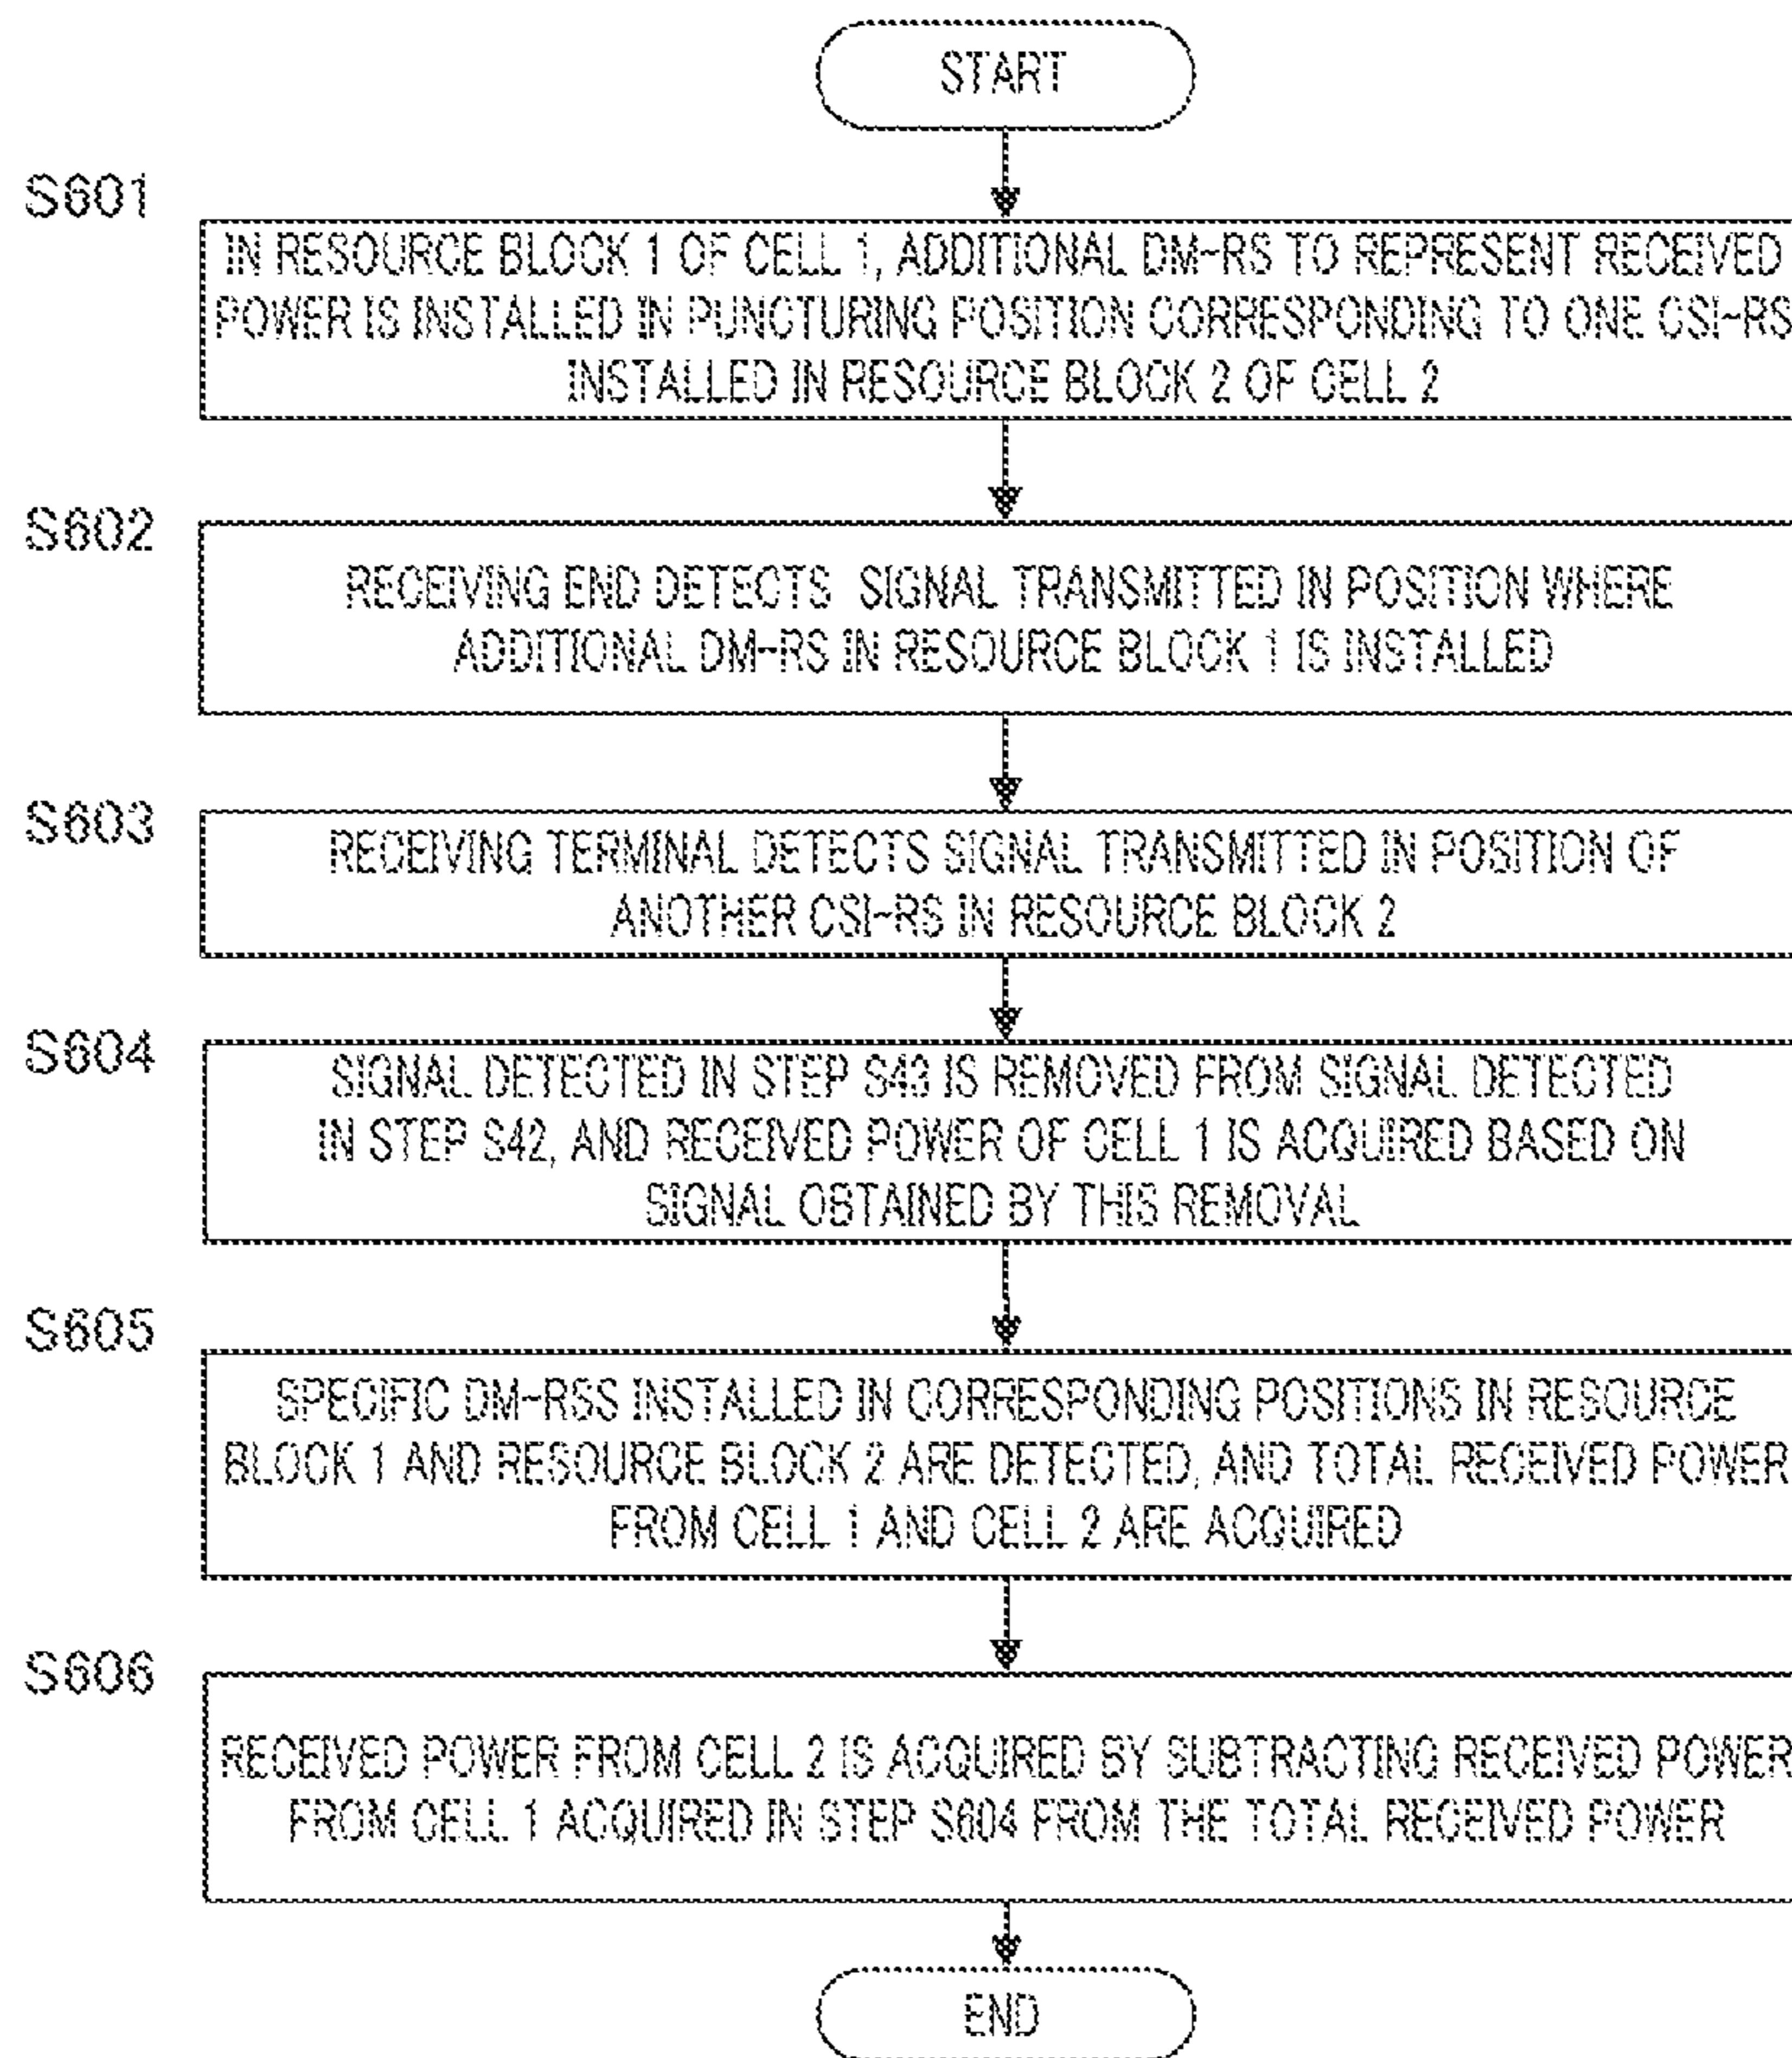 START
S601
IN RESOURCE BLOCK 1 OF CELL 1, ADDITIONAL DM-RS TO REPRESENT RECEIVED
POWER IS INSTALLED IN PUNCTURING POSITION CORRESPONDING TO ONE CSI-RS
INSTALLED IN RESOURCE BLOCK 2 OF CELL 2
S602
RECEIVING END DETECTS SIGNAL TRANSMITTED IN POSITION WHERE
ADDITIONAL DM-RS IN RESOURCE BLOCK 1 IS INSTALLED
S603
RECEIVING TERMINAL DETECTS SIGNAL TRANSMITTED IN POSITION OF
ANOTHER CSI-RS IN RESOURCE BLOCK 2
S604
SIGNAL DETECTED IN STEP S43 IS REMOVED FROM SIGNAL DETECTED
IN STEP S42, AND RECEIVED POWER OF CELL 1 IS ACQUIRED BASED ON
SIGNAL OBTAINED BY THIS REMOVAL
S605
SPECIFIC DM-RSS INSTALLED IN CORRESPONDING POSITIONS IN RESOURCE
BLOCK 1 AND RESOURCE BLOCK 2 ARE DETECTED, AND TOTAL RECEIVED POWER
FROM CELL 1 AND CELL 2 ARE ACQUIRED
S606
RECEIVED POWER FROM CELL 2 IS ACQUIRED BY SUBTRACTING RECEIVED POWER
FROM CELL 1 ACQUIRED IN STEP S604 FROM THE TOTAL RECEIVED POWER
END